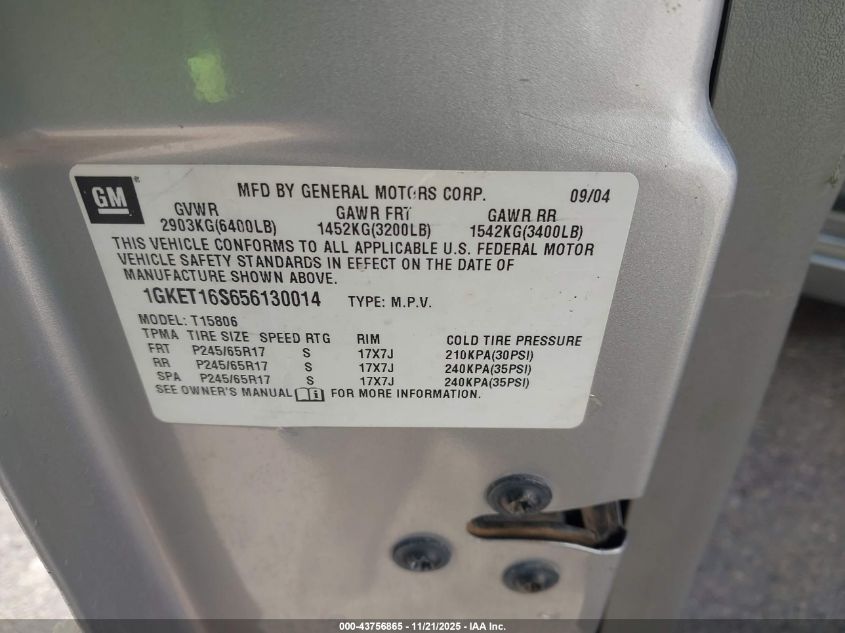 GM ® MFD BY GENERAL MOTORS CORP. 09/04
GVWR GAWR FRT GAWR RR
2903KG(6400LB) 1452KG(3200LB) 1542KG(3400LB)
THIS VEHICLE CONFORMS TO ALL APPLICABLE U.S. FEDERAL MOTOR
VEHICLE SAFETY STANDARDS IN EFFECT ON THE DATE OF
MANUFACTURE SHOWN ABOVE.
1GKET16S656130014 TYPE: M.P.V.
MODEL: T15806
TPMA TIRE SIZE SPEED RTG RIM COLD TIRE PRESSURE
FRT P245/65R17 S 17X7J 210KPA(30PSI)
RR P245/65R17 S 17X7J 240KPA(35PSI)
SPA P245/65R17 S 17X7J 240KPA(35PSI)
SEE OWNER'S MANUAL i FOR MORE INFORMATION.
000-43756865 - 11/21/2025 - IAA Inc.